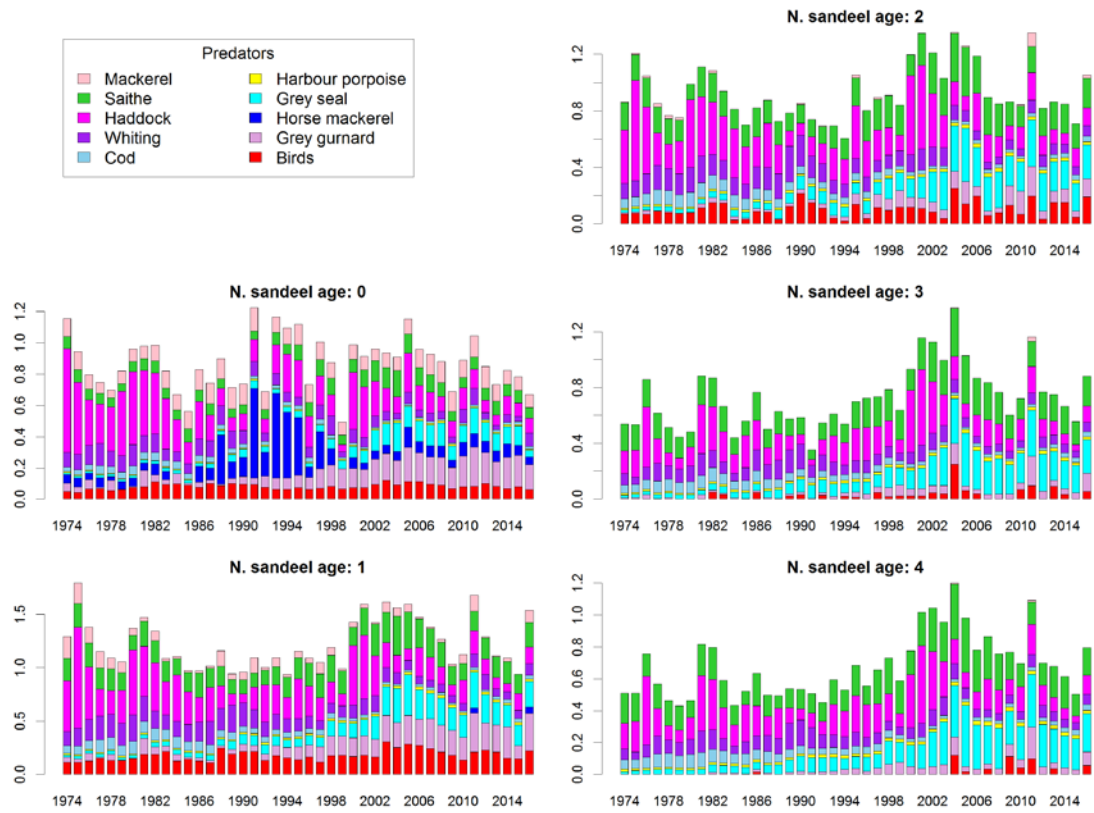 Predators
Mackerel
Saithe
Haddock
Whiting
Cod
Harbour porpoise
Grey seal
Horse mackerel
Grey gurnard
Birds
N. sandeel age: 2
1.2
0.8
0.4
0.0
1974 1978 1982 1986 1990 1994 1998 2002 2006 2010 2014
N. sandeel age: 0
1.2
1.0
0.8
0.6
0.4
0.2
0.0
1974 1978 1982 1986 1990 1994 1998 2002 2006 2010 2014
N. sandeel age: 3
1.2
0.8
0.4
0.0
1974 1978 1982 1986 1990 1994 1998 2002 2006 2010 2014
N. sandeel age: 1
1.5
1.0
0.5
0.0
1974 1978 1982 1986 1990 1994 1998 2002 2006 2010 2014
N. sandeel age: 4
1.2
1.0
0.8
0.6
0.4
0.2
0.0
1974 1978 1982 1986 1990 1994 1998 2002 2006 2010 2014